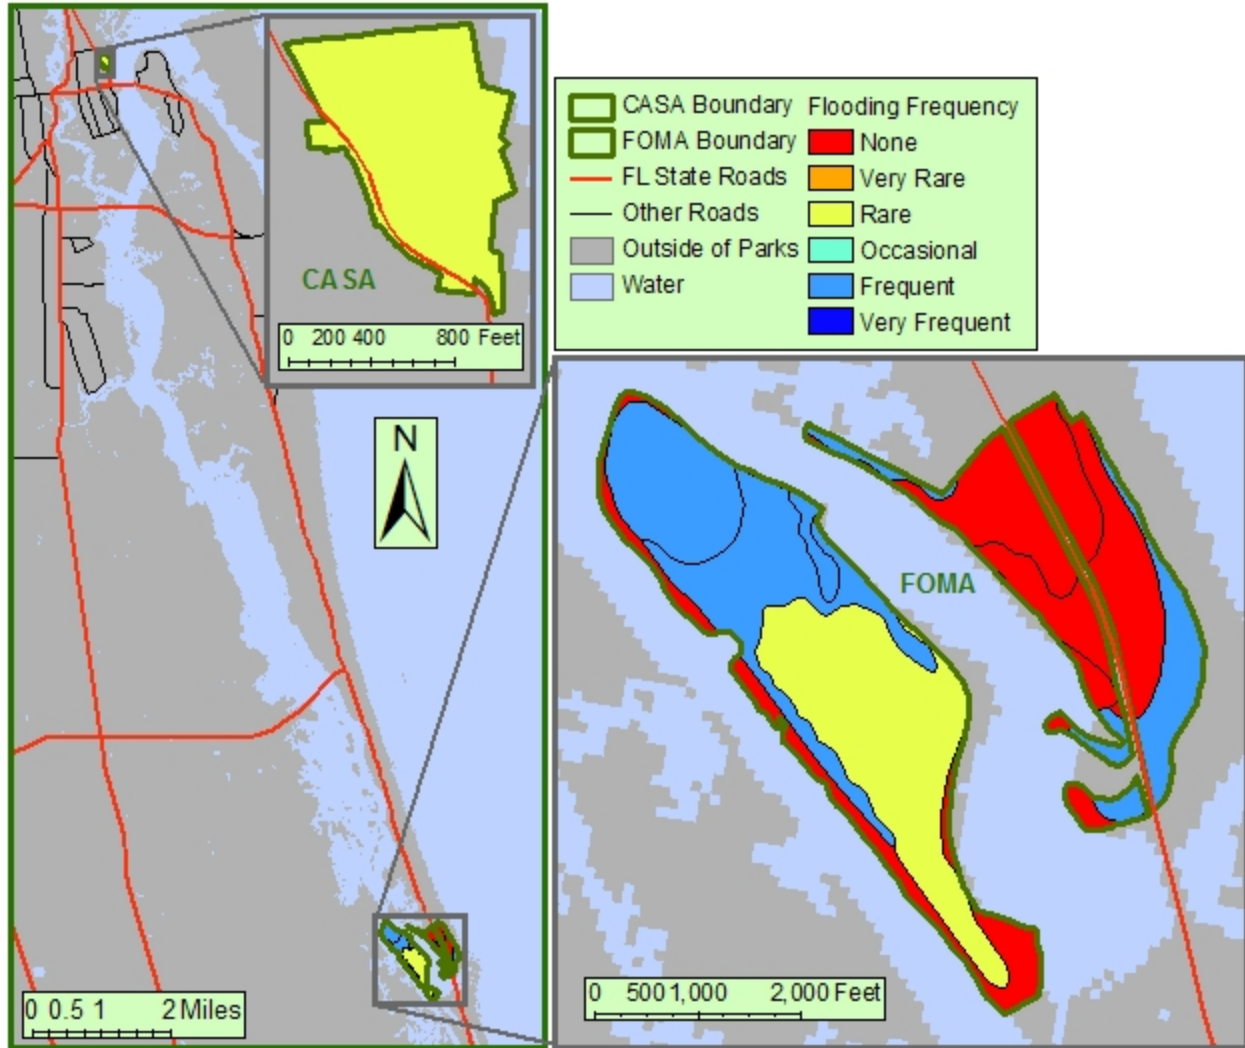 CASA
0 200 400 800 Feet
CASA Boundary
FOMA Boundary
FL State Roads
Other Roads
Outside of Parks
Water
Flooding Frequency
None
Very Rare
Rare
Occasional
Frequent
Very Frequent
N
FOMA
0 0.5 1 2 Miles
0 500 1,000 2,000 Feet